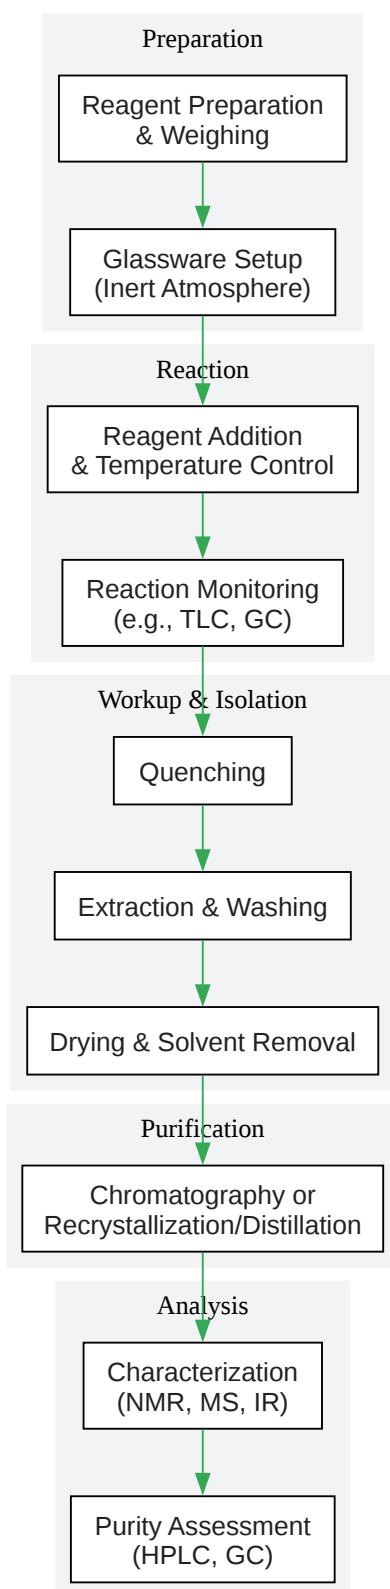 Preparation
Reagent Preparation
& Weighing
Glassware Setup
(Inert Atmosphere)
Reaction
Reagent Addition
& Temperature Control
Reaction Monitoring
(e.g., TLC, GC)
Workup & Isolation
Quenching
Extraction & Washing
Drying & Solvent Removal
Purification
Chromatography or
Recrystallization/Distillation
Analysis
Characterization
(NMR, MS, IR)
Purity Assessment
(HPLC, GC)